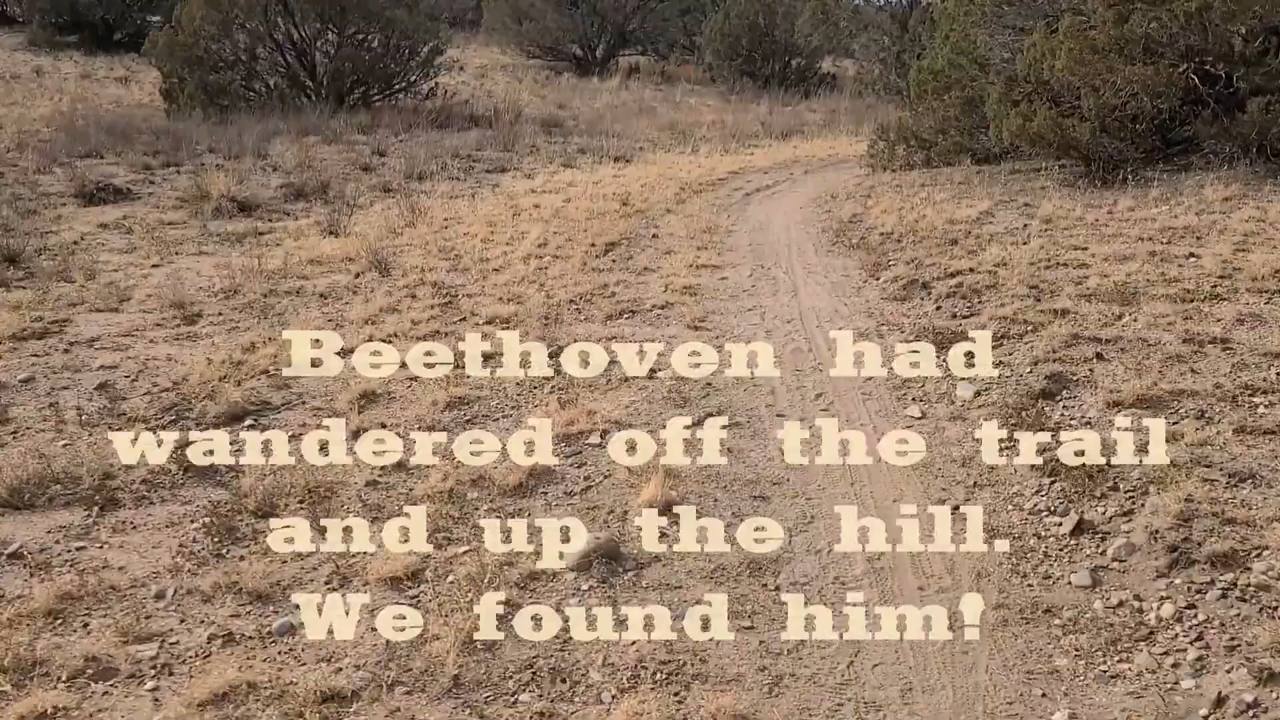 Beethoven had
wandered off the trail
and up the hill.
We found him!